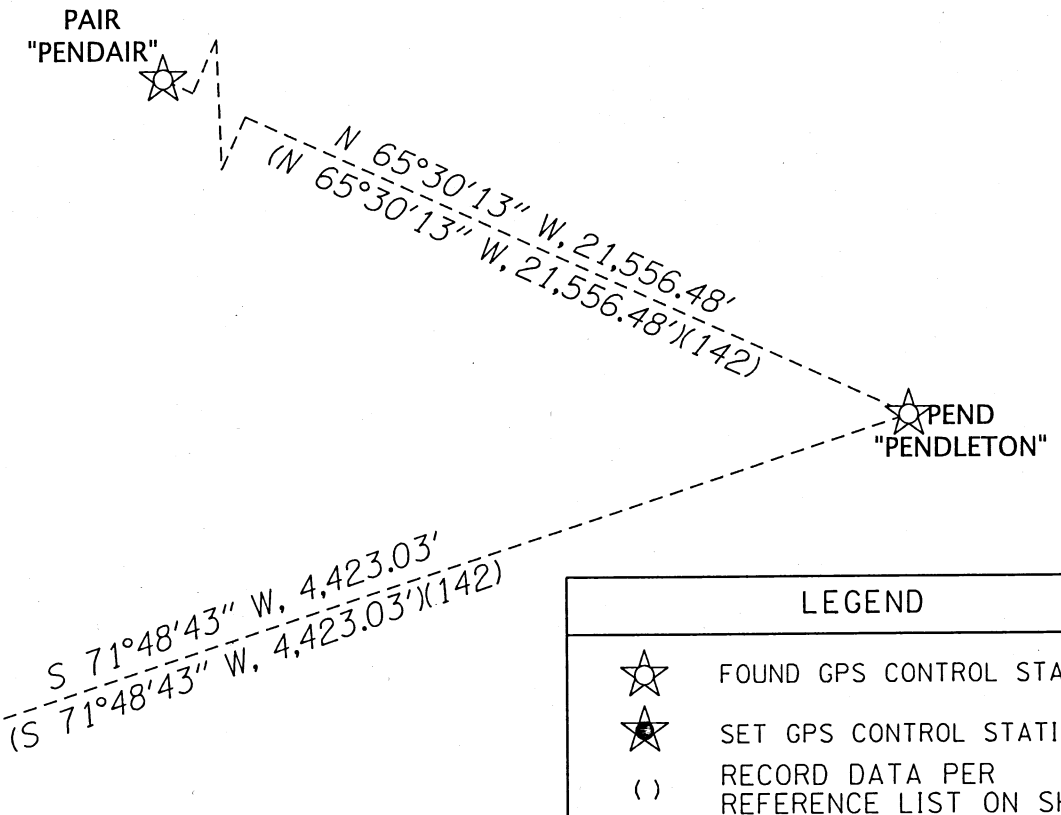 PAIR
"PENDAIR"
N 65°30'13" W, 21,556.48'
(N 65°30'13" W, 21,556.48')(142)
PEND
"PENDLETON"
S 71°48'43" W, 4,423.03'
(S 71°48'43" W, 4,423.03')(142)
LEGEND
FOUND GPS CONTROL STA
SET GPS CONTROL STATI
( ) RECORD DATA PER
REFERENCE LIST ON SH